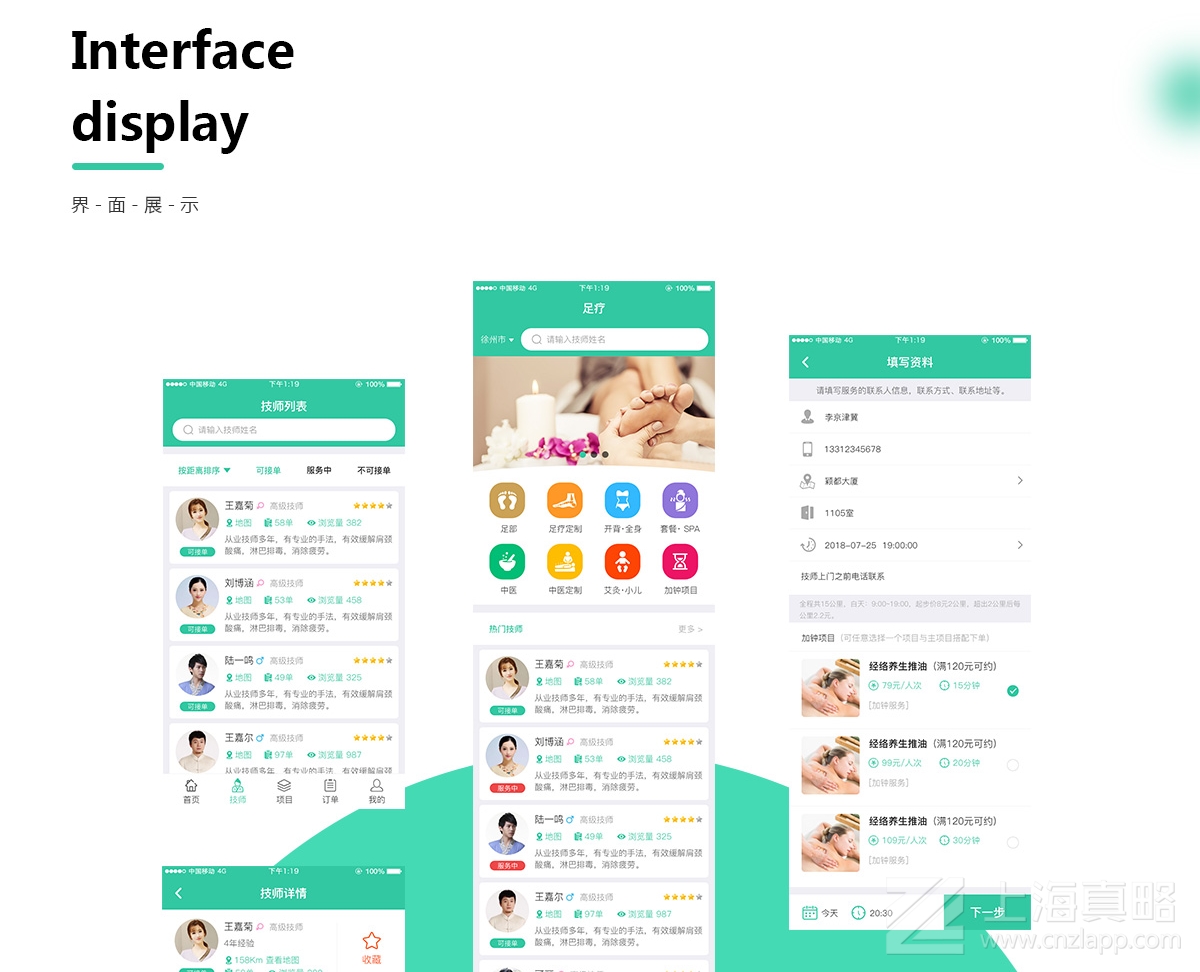 Interface
display
界-面-展-示
中国移动 4G 下午1:19 100%
技师列表
请输入技师姓名
按距离排序 可接单 服务中 不可接单
王嘉菊 高级技师
地图 58单 浏览量 382
从业技师多年，有专业的手法，有效缓解肩颈
酸痛，淋巴排毒，消除疲劳。
可接单
刘博涵 高级技师
地图 53单 浏览量 458
从业技师多年，有专业的手法，有效缓解肩颈
酸痛，淋巴排毒，消除疲劳。
可接单
陆一鸣 高级技师
地图 49单 浏览量 325
从业技师多年，有专业的手法，有效缓解肩颈
酸痛，淋巴排毒，消除疲劳。
可接单
王嘉尔 高级技师
地图 97单 浏览量 987
从业技师多年，有专业的手法，有效缓解肩颈
首页 技师 项目 订单 我的
中国移动 4G 下午1:19 100%
技师详情
王嘉菊 高级技师
4年经验
158Km 查看地图
收藏
中国移动 4G 下午1:19 100%
足疗
徐州市 请输入技师姓名
足部 足疗定制 开背·全身 套餐·SPA
中医 中医定制 艾灸·小儿 加钟项目
热门技师 更多 >
王嘉菊 高级技师
地图 58单 浏览量 382
从业技师多年，有专业的手法，有效缓解肩颈
酸痛，淋巴排毒，消除疲劳。
可接单
刘博涵 高级技师
地图 53单 浏览量 458
从业技师多年，有专业的手法，有效缓解肩颈
酸痛，淋巴排毒，消除疲劳。
服务中
陆一鸣 高级技师
地图 49单 浏览量 325
从业技师多年，有专业的手法，有效缓解肩颈
酸痛，淋巴排毒，消除疲劳。
服务中
王嘉尔 高级技师
地图 97单 浏览量 987
从业技师多年，有专业的手法，有效缓解肩颈
酸痛，淋巴排毒，消除疲劳。
可接单
中国移动 4G 下午1:19 100%
填写资料
请填写服务的联系人信息，联系方式、联系地址等。
李京津冀
13312345678
颖都大厦
1105室
2018-07-25 19:00:00
技师上门之前电话联系
全程共15公里，白天：9:00-19:00，起步价8元2公里，超出2公里后每
公里2.2元。
加钟项目（可任意选择一个项目与主项目搭配下单）
经络养生推油（满120元可约）
79元/人次 15分钟
[加钟服务]
经络养生推油（满120元可约）
99元/人次 20分钟
[加钟服务]
经络养生推油（满120元可约）
109元/人次 30分钟
[加钟服务]
今天 20:30 下一步
上海真略
www.cnzlapp.com